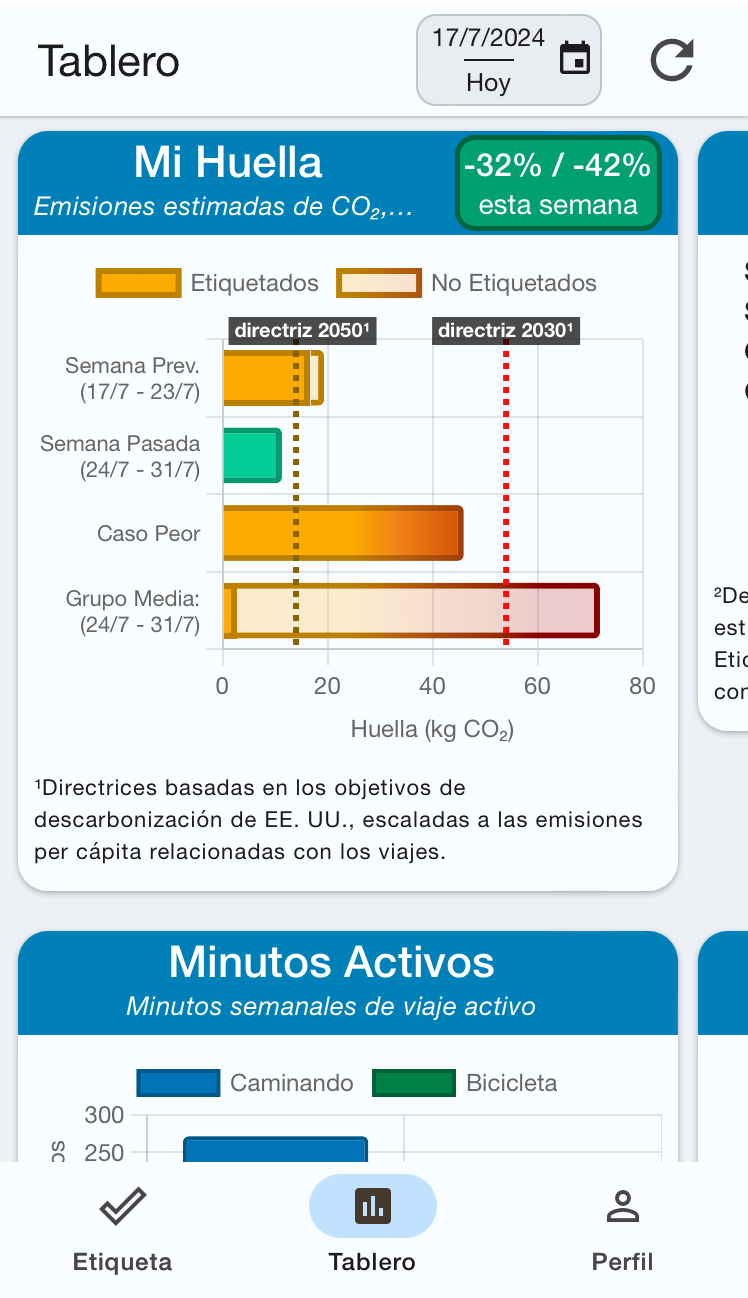 Tablero
17/7/2024
Hoy
Mi Huella
Emisiones estimadas de CO₂,...
-32% / -42%
esta semana
Etiquetados
No Etiquetados
directriz 2050¹
directriz 2030¹
Semana Prev.
(17/7 - 23/7)
Semana Pasada
(24/7 - 31/7)
Caso Peor
Grupo Media:
(24/7 - 31/7)
0 20 40 60 80
Huella (kg CO₂)
¹Directrices basadas en los objetivos de
descarbonización de EE. UU., escaladas a las emisiones
per cápita relacionadas con los viajes.
²De
est
Etiq
Minutos Activos
Minutos semanales de viaje activo
Caminando
Bicicleta
300
250
os
Etiqueta
Tablero
Perfil